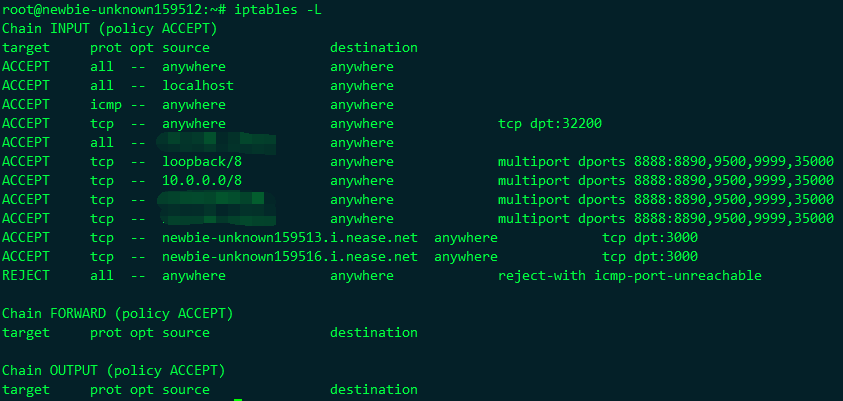 root@newbie-unknown159512:~# iptables -L
Chain INPUT (policy ACCEPT)
target     prot opt source               destination
ACCEPT     all  --  anywhere             anywhere
ACCEPT     all  --  localhost            anywhere
ACCEPT     icmp --  anywhere             anywhere
ACCEPT     tcp  --  anywhere             anywhere             tcp dpt:32200
ACCEPT     all  --                       anywhere
ACCEPT     tcp  --  loopback/8           anywhere             multiport dports 8888:8890,9500,9999,35000
ACCEPT     tcp  --  10.0.0.0/8           anywhere             multiport dports 8888:8890,9500,9999,35000
ACCEPT     tcp  --                       anywhere             multiport dports 8888:8890,9500,9999,35000
ACCEPT     tcp  --                       anywhere             multiport dports 8888:8890,9500,9999,35000
ACCEPT     tcp  --  newbie-unknown159513.i.nease.net  anywhere             tcp dpt:3000
ACCEPT     tcp  --  newbie-unknown159516.i.nease.net  anywhere             tcp dpt:3000
REJECT     all  --  anywhere             anywhere             reject-with icmp-port-unreachable
Chain FORWARD (policy ACCEPT)
target     prot opt source               destination
Chain OUTPUT (policy ACCEPT)
target     prot opt source               destination